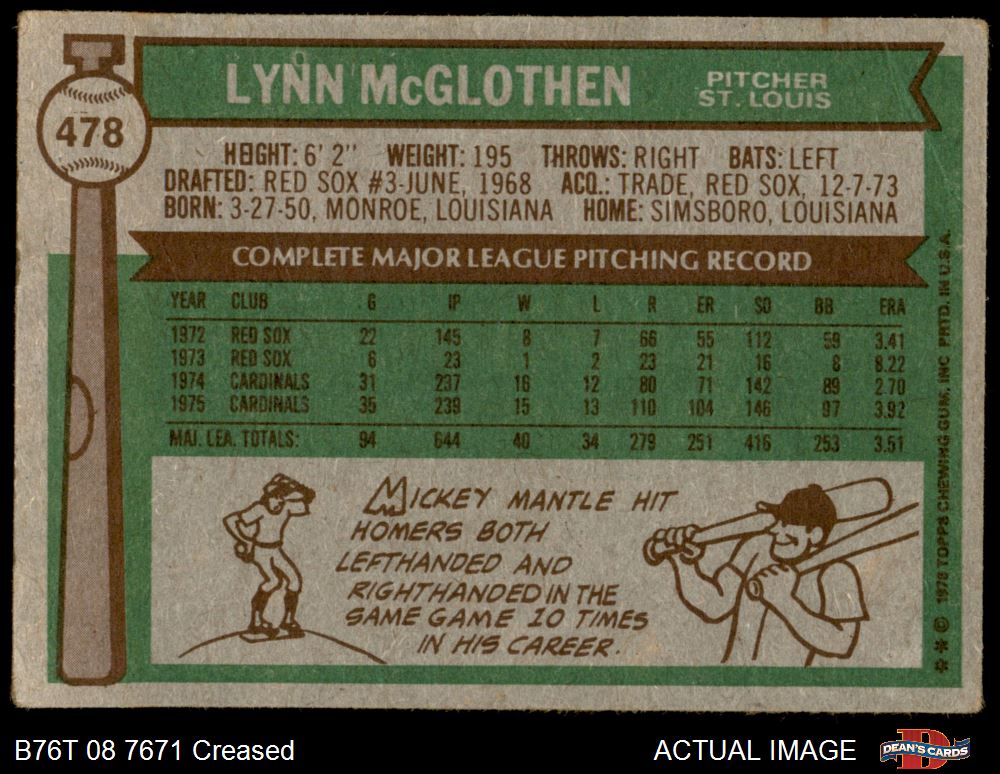 478
LYNN McGLOTHEN
PITCHER
ST. LOUIS
HEIGHT: 6' 2" WEIGHT: 195 THROWS: RIGHT BATS: LEFT
DRAFTED: RED SOX #3-JUNE, 1968 ACQ.: TRADE, RED SOX, 12-7-73
BORN: 3-27-50, MONROE, LOUISIANA HOME: SIMSBORO, LOUISIANA
COMPLETE MAJOR LEAGUE PITCHING RECORD
YEAR CLUB G IP W L R ER SO BB ERA
1972 RED SOX 22 145 8 7 66 55 112 59 3.41
1973 RED SOX 6 23 1 2 23 21 16 8 8.22
1974 CARDINALS 31 237 16 12 80 71 142 89 2.70
1975 CARDINALS 35 239 15 13 110 104 146 97 3.92
MAJ. LEA. TOTALS: 94 644 40 34 279 251 416 253 3.51
MICKEY MANTLE HIT
HOMERS BOTH
LEFTHANDED AND
RIGHTHANDED IN THE
SAME GAME 10 TIMES
IN HIS CAREER.
** © 1976 TOPPS CHEWING GUM, INC PRTD. IN U.S.A.
B76T 08 7671 Creased
ACTUAL IMAGE
DEAN'S CARDS